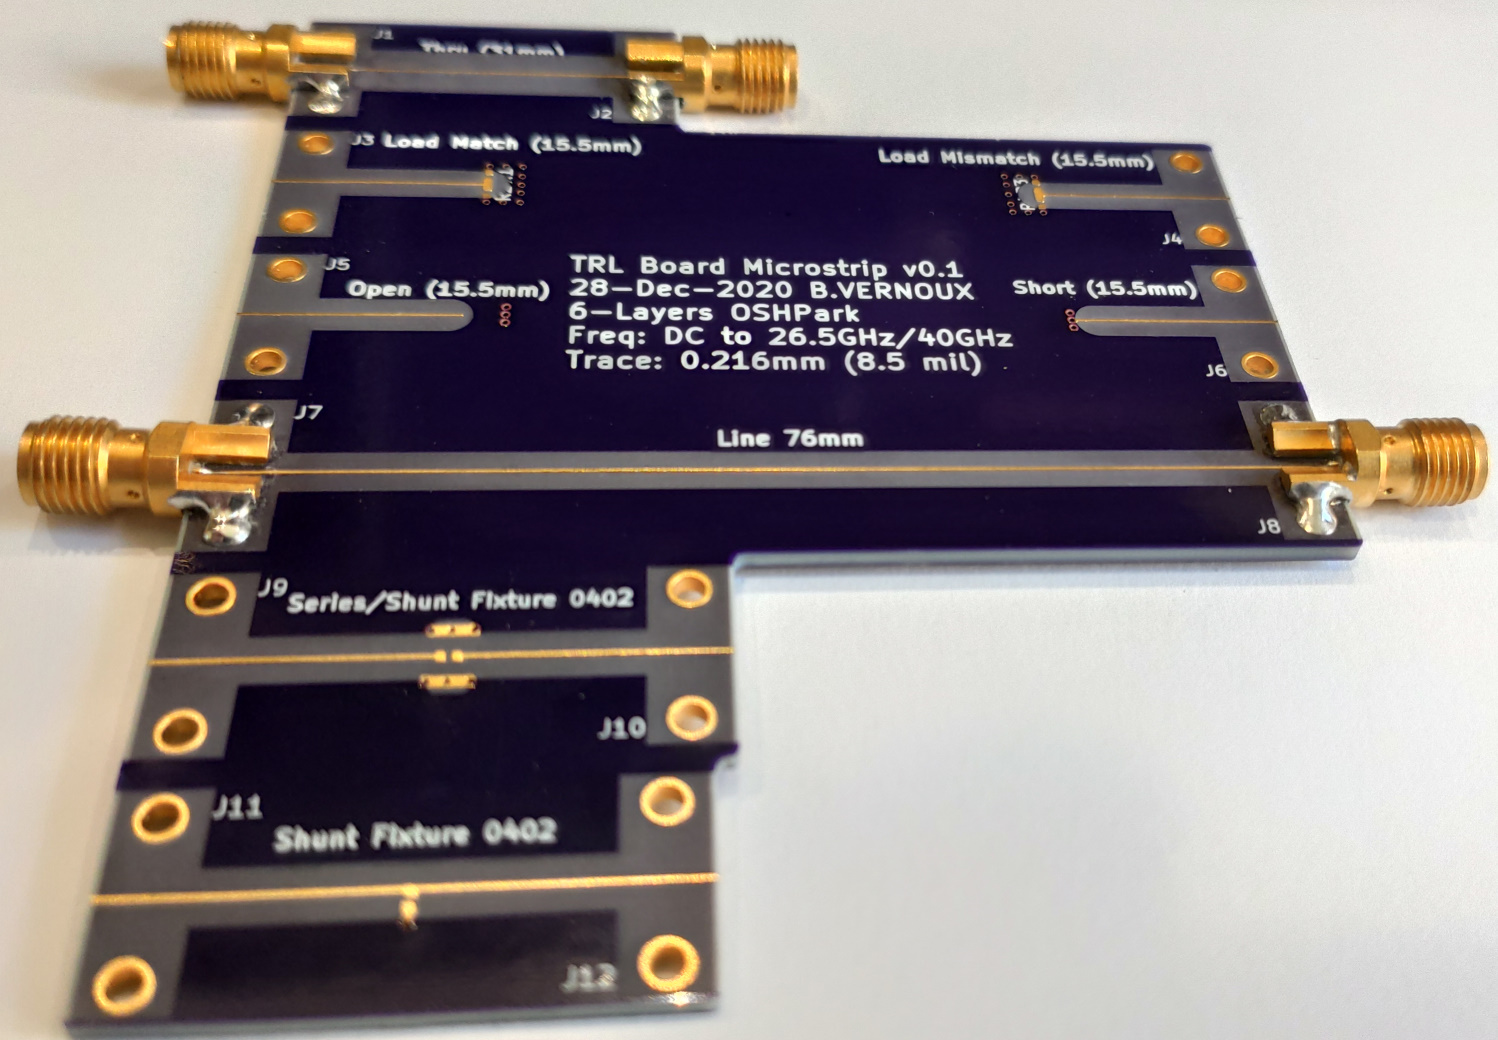 J1
Thru (31mm)
J2
J3 Load Match (15.5mm)
Load Mismatch (15.5mm)
J4
J5
Open (15.5mm)
TRL Board Microstrip v0.1
28-Dec-2020 B.VERNOUX
6-Layers OSHPark
Freq: DC to 26.5GHz/40GHz
Trace: 0.216mm (8.5 mil)
Short (15.5mm)
J6
J7
Line 76mm
J8
J9
Series/Shunt Fixture 0402
J10
J11
Shunt Fixture 0402
J12